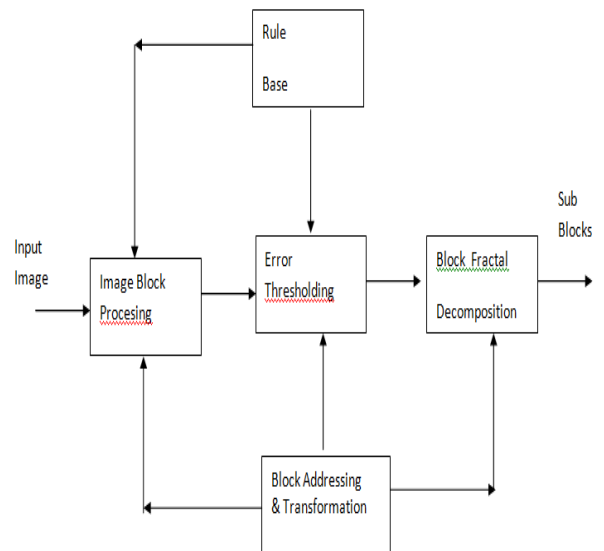 Rule
Base
Sub
Blocks
Input
Image
Image Block
Procesing
Error
Thresholding
Block Fractal
Decomposition
Block Addressing
& Transformation